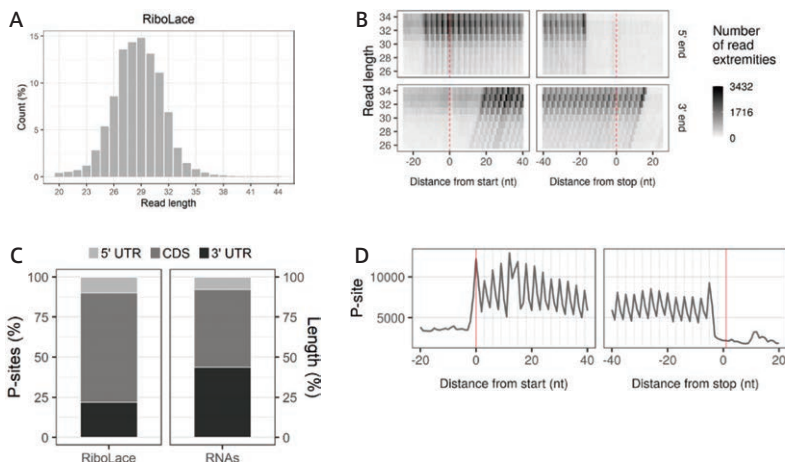 A
RiboLace
15
10
5
0
Count (%)
20 23 26 29 32 35 38 41 44
Read length
B
34
32
30
28
26
34
32
30
28
26
Read length
5' end
3' end
-20 0 20 40
-40 -20 0 20
Distance from start (nt)
Distance from stop (nt)
Number
of read
extremities
3432
1716
0
C
5' UTR CDS 3' UTR
100
75
50
25
0
P-sites (%)
100
75
50
25
0
Length (%)
RiboLace
RNAs
D
P-site
10000
5000
-20 0 20 40
-40 -20 0 20
Distance from start (nt)
Distance from stop (nt)